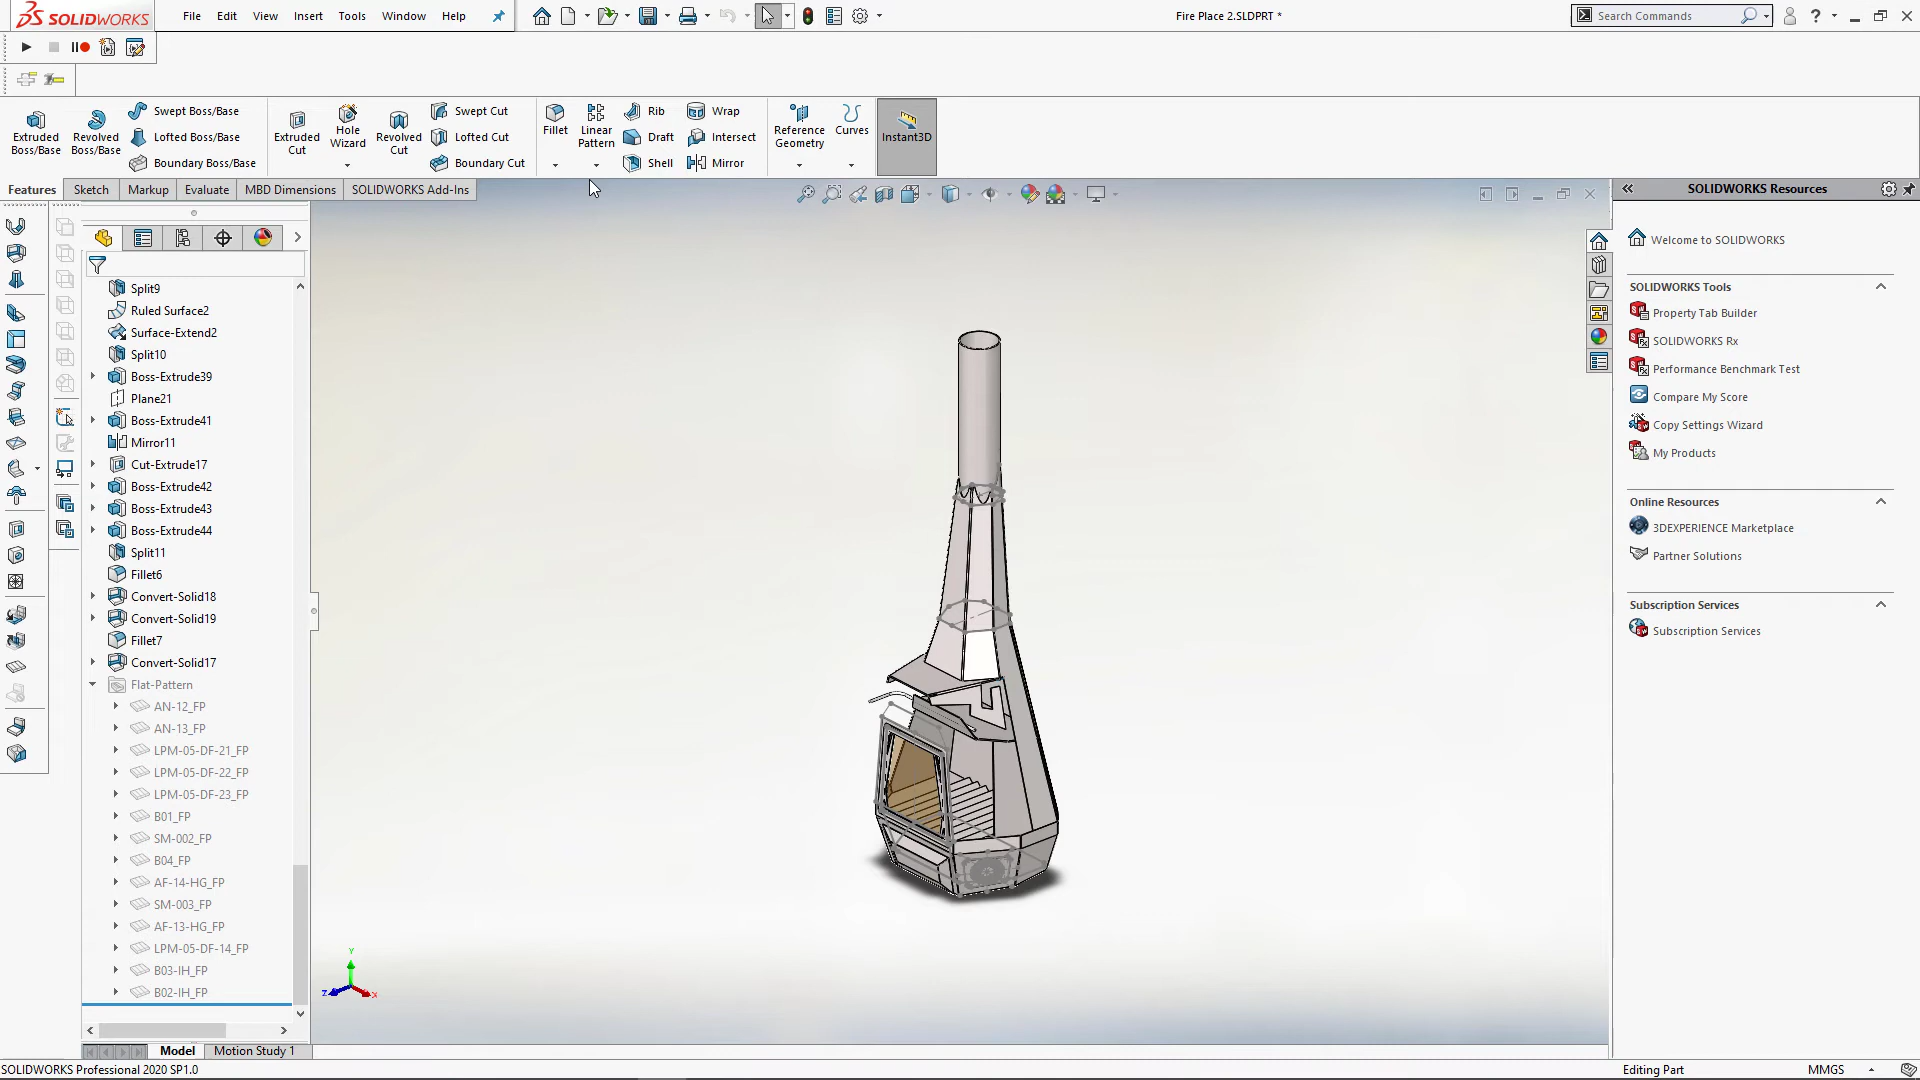 SOLIDWORKS File Edit View Insert Tools Window Help Fire Place 2.SLDPRT * Search Commands
Extruded Boss/Base
Revolved Boss/Base
Swept Boss/Base
Lofted Boss/Base
Boundary Boss/Base
Extruded Cut
Hole Wizard
Revolved Cut
Swept Cut
Lofted Cut
Boundary Cut
Fillet
Linear Pattern
Rib
Draft
Shell
Wrap
Intersect
Mirror
Reference Geometry
Curves
Instant3D
Features Sketch Markup Evaluate MBD Dimensions SOLIDWORKS Add-Ins
Split9
Ruled Surface2
Surface-Extend2
Split10
Boss-Extrude39
Plane21
Boss-Extrude41
Mirror11
Cut-Extrude17
Boss-Extrude42
Boss-Extrude43
Boss-Extrude44
Split11
Fillet6
Convert-Solid18
Convert-Solid19
Fillet7
Convert-Solid17
Flat-Pattern
AN-12_FP
AN-13_FP
LPM-05-DF-21_FP
LPM-05-DF-22_FP
LPM-05-DF-23_FP
B01_FP
SM-002_FP
B04_FP
AF-14-HG_FP
SM-003_FP
AF-13-HG_FP
LPM-05-DF-14_FP
B03-IH_FP
B02-IH_FP
Y
Z
X
Model Motion Study 1
SOLIDWORKS Resources
Welcome to SOLIDWORKS
SOLIDWORKS Tools
Property Tab Builder
SOLIDWORKS Rx
Performance Benchmark Test
Compare My Score
Copy Settings Wizard
My Products
Online Resources
3DEXPERIENCE Marketplace
Partner Solutions
Subscription Services
Subscription Services
SOLIDWORKS Professional 2020 SP1.0 Editing Part MMGS